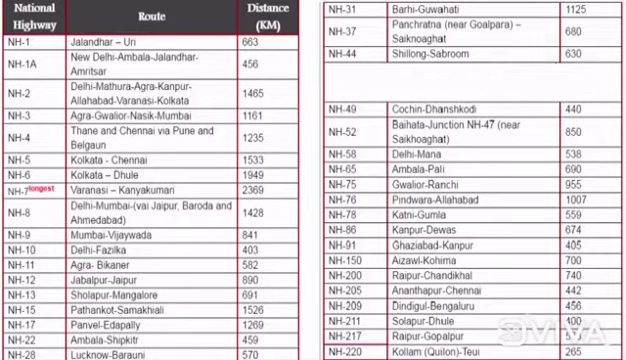 National Highway Route Distance (KM)
NH-1 Jalandhar – Uri 663
NH-1A New Delhi-Ambala-Jalandhar-Amritsar 456
NH-2 Delhi-Mathura-Agra-Kanpur-Allahabad-Varanasi-Kolkata 1465
NH-3 Agra-Gwalior-Nasik-Mumbai 1161
NH-4 Thane and Chennai via Pune and Belgaun 1235
NH-5 Kolkata - Chennai 1533
NH-6 Kolkata – Dhule 1949
NH-7longest Varanasi – Kanyakumari 2369
NH-8 Delhi-Mumbai-(vai Jaipur, Baroda and Ahmedabad) 1428
NH-9 Mumbai-Vijaywada 841
NH-10 Delhi-Fazilka 403
NH-11 Agra- Bikaner 582
NH-12 Jabalpur-Jaipur 890
NH-13 Sholapur-Mangalore 691
NH-15 Pathankot-Samakhiali 1526
NH-17 Panvel-Edapally 1269
NH-22 Ambala-Shipkitr 459
NH-28 Lucknow-Barauni 570
NH-31 Barhi-Guwahati 1125
NH-37 Panchratna (near Goalpara) – Saiknoaghat 680
NH-44 Shillong-Sabroom 630
NH-49 Cochin-Dhanshkodi 440
NH-52 Baihata-Junction NH-47 (near Saikhoaghat) 850
NH-58 Delhi-Mana 538
NH-65 Ambala-Pali 690
NH-75 Gwalior-Ranchi 955
NH-76 Pindwara-Allahabad 1007
NH-78 Katni-Gumla 559
NH-86 Kanpur-Dewas 674
NH-91 Ghaziabad-Kanpur 405
NH-150 Aizawl-Kohima 700
NH-200 Raipur-Chandikhal 740
NH-205 Ananthapur-Chennai 442
NH-209 Dindigul-Bengaluru 456
NH-211 Solapur-Dhule 400
NH-217 Raipur-Gopalpur
NH-220 Kollam (Quilon)-Teui 265
VIVA